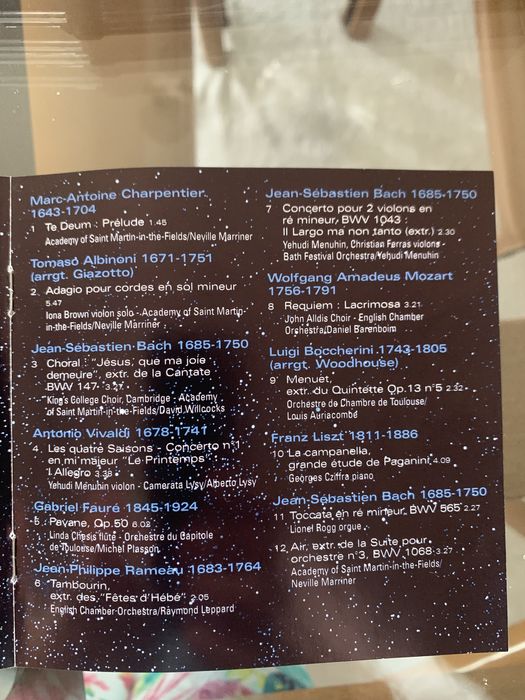 Marc-Antoine Charpentier
1643-1704
1 Te Deum : Prélude 1.45
Academy of Saint Martin-in-the-Fields/Neville Marriner
Tomaso Albinoni 1671-1751
(arrgt. Giazotto)
2 Adagio pour cordes en sol mineur
5.47
Iona Brown violon solo - Academy of Saint Martin-
in-the-Fields/Neville Marriner
Jean-Sébastien Bach 1685-1750
3 Choral : "Jésus, que ma joie
demeure", extr. de la Cantate
BWV 147 3.27
King's College Choir, Cambridge - Academy
of Saint Martin-in-the-Fields/David Willcocks
Antonio Vivaldi 1678-1741
4 Les quatre Saisons - Concerto n°1
en mi majeur "Le Printemps" :
I Allegro 3.38
Yehudi Menuhin violon - Camerata Lysy/Alberto Lysy
Gabriel Fauré 1845-1924
5 Pavane, Op.50 6.02
Linda Chesis flûte - Orchestre du Capitole
de Toulouse/Michel Plasson
Jean-Philippe Rameau 1683-1764
6 Tambourin,
extr. des "Fêtes d'Hébé" 2.05
English Chamber Orchestra/Raymond Leppard
Jean-Sébastien Bach 1685-1750
7 Concerto pour 2 violons en
ré mineur, BWV 1043 :
II Largo ma non tanto (extr.) 2.30
Yehudi Menuhin, Christian Ferras violons -
Bath Festival Orchestra/Yehudi Menuhin
Wolfgang Amadeus Mozart
1756-1791
8 Requiem : Lacrimosa 3.21
John Alldis Choir - English Chamber
Orchestra/Daniel Barenboim
Luigi Boccherini 1743-1805
(arrgt. Woodhouse)
9 Menuet,
extr. du Quintette Op.13 n°5 2.32
Orchestre de Chambre de Toulouse/
Louis Auriacombe
Franz Liszt 1811-1886
10 La campanella,
grande étude de Paganini 4.09
Georges Cziffra piano
Jean-Sébastien Bach 1685-1750
11 Toccata en ré mineur, BWV 565 2.27
Lionel Rogg orgue
12 Air, extr. de la Suite pour
orchestre n°3, BWV 1068 3.27
Academy of Saint Martin-in-the-Fields/
Neville Marriner